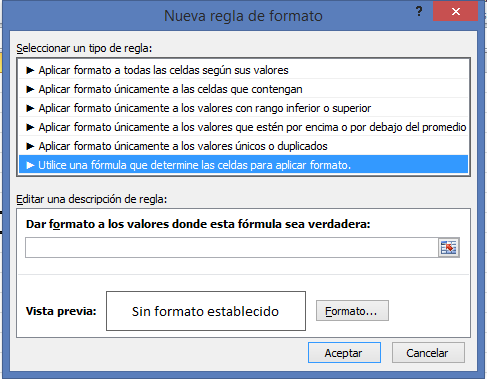 Nueva regla de formato
?
Seleccionar un tipo de regla:
► Aplicar formato a todas las celdas según sus valores
► Aplicar formato únicamente a las celdas que contengan
► Aplicar formato únicamente a los valores con rango inferior o superior
► Aplicar formato únicamente a los valores que estén por encima o por debajo del promedio
► Aplicar formato únicamente a los valores únicos o duplicados
► Utilice una fórmula que determine las celdas para aplicar formato.
Editar una descripción de regla:
Dar formato a los valores donde esta fórmula sea verdadera:
Vista previa:
Sin formato establecido
Formato...
Aceptar
Cancelar